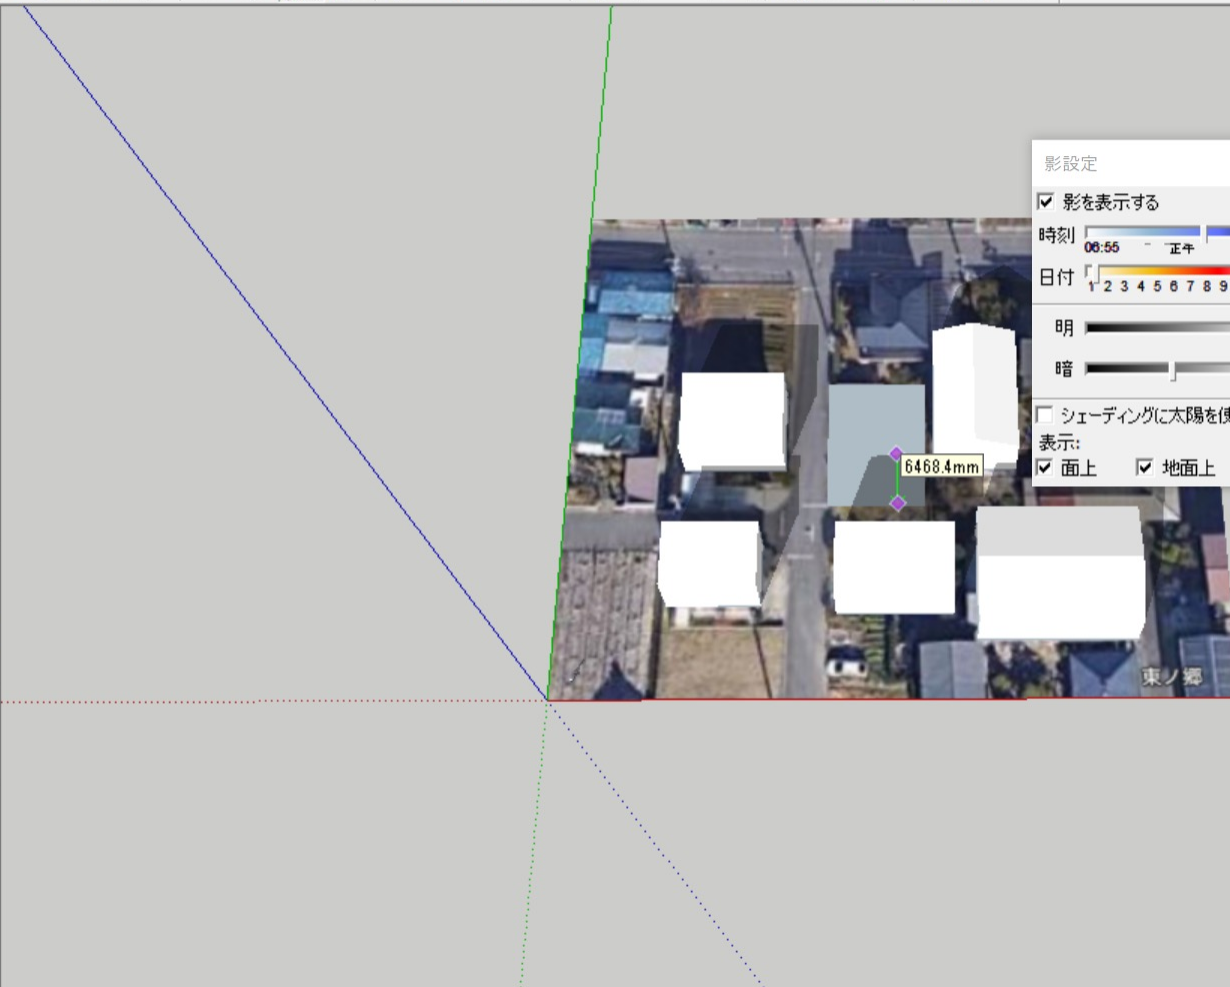 影設定
影を表示する
時刻
06:55 正午
日付
1 2 3 4 5 6 7 8 9
明
暗
シェーディングに太陽を使
表示:
面上 地面上
6468.4mm
東ノ郷